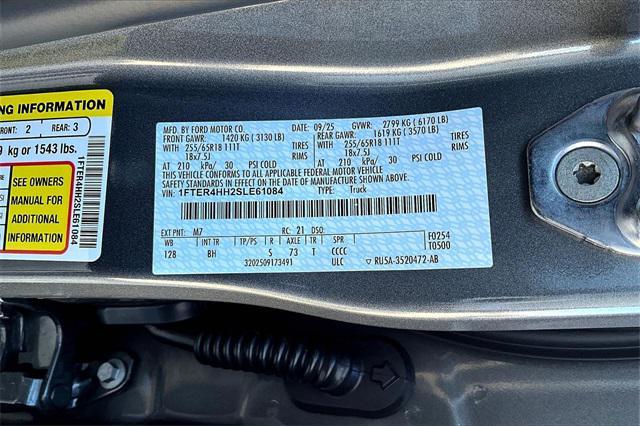 NG INFORMATION
FRONT: 2 REAR: 3
kg or 1543 lbs.
SEE OWNERS
MANUAL FOR
ADDITIONAL
INFORMATION
1FTER4HH2SLE61084
MFD. BY FORD MOTOR CO. 09/25 GVWR: 2799 KG (6170 LB)
FRONT GAWR: 1420 KG (3130 LB) REAR GAWR: 1619 KG (3570 LB)
WITH 255/65R18 111T TIRES WITH 255/65R18 111T TIRES
18x7.5J RIMS 18x7.5J RIMS
AT 210 kPa/ 30 PSI COLD AT 210 kPa/ 30 PSI COLD
THIS VEHICLE CONFORMS TO ALL APPLICABLE FEDERAL MOTOR VEHICLE
SAFETY STANDARDS IN EFFECT ON THE DATE OF MANUFACTURE SHOWN ABOVE.
VIN: 1FTER4HH2SLE61084 TYPE: Truck
EXT PNT: M7 RC: 21 DSO: F0254
WB INT TR TP/PS R AXLE TR SPR T0500
128 BH 5 73 T CCCC
3202509173491 ULC ▽ RU5A-3520472-AB